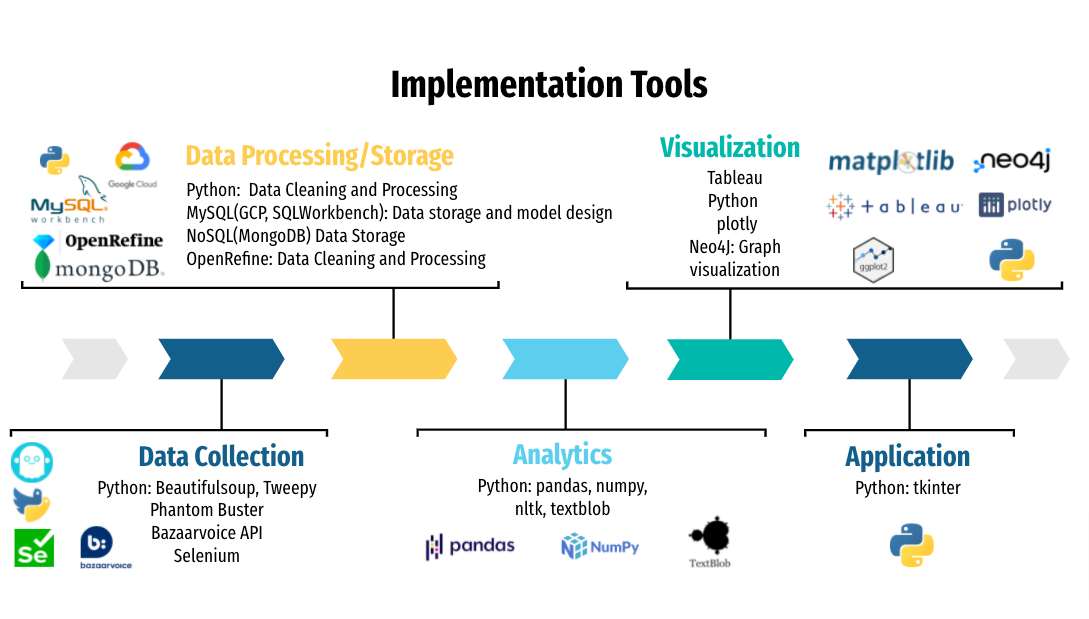 Implementation Tools
Google Cloud
MySQL
workbench
OpenRefine
mongoDB
Data Processing/Storage
Python: Data Cleaning and Processing
MySQL(GCP, SQLWorkbench): Data storage and model design
NoSQL(MongoDB) Data Storage
OpenRefine: Data Cleaning and Processing
Visualization
Tableau
Python
plotly
Neo4J: Graph
visualization
matplotlib
neo4j
+ableau
plotly
ggplot2
Se
b:
bazaarvoice
Data Collection
Python: Beautifulsoup, Tweepy
Phantom Buster
Bazaarvoice API
Selenium
Analytics
Python: pandas, numpy,
nltk, textblob
pandas
NumPy
TextBlob
Application
Python: tkinter